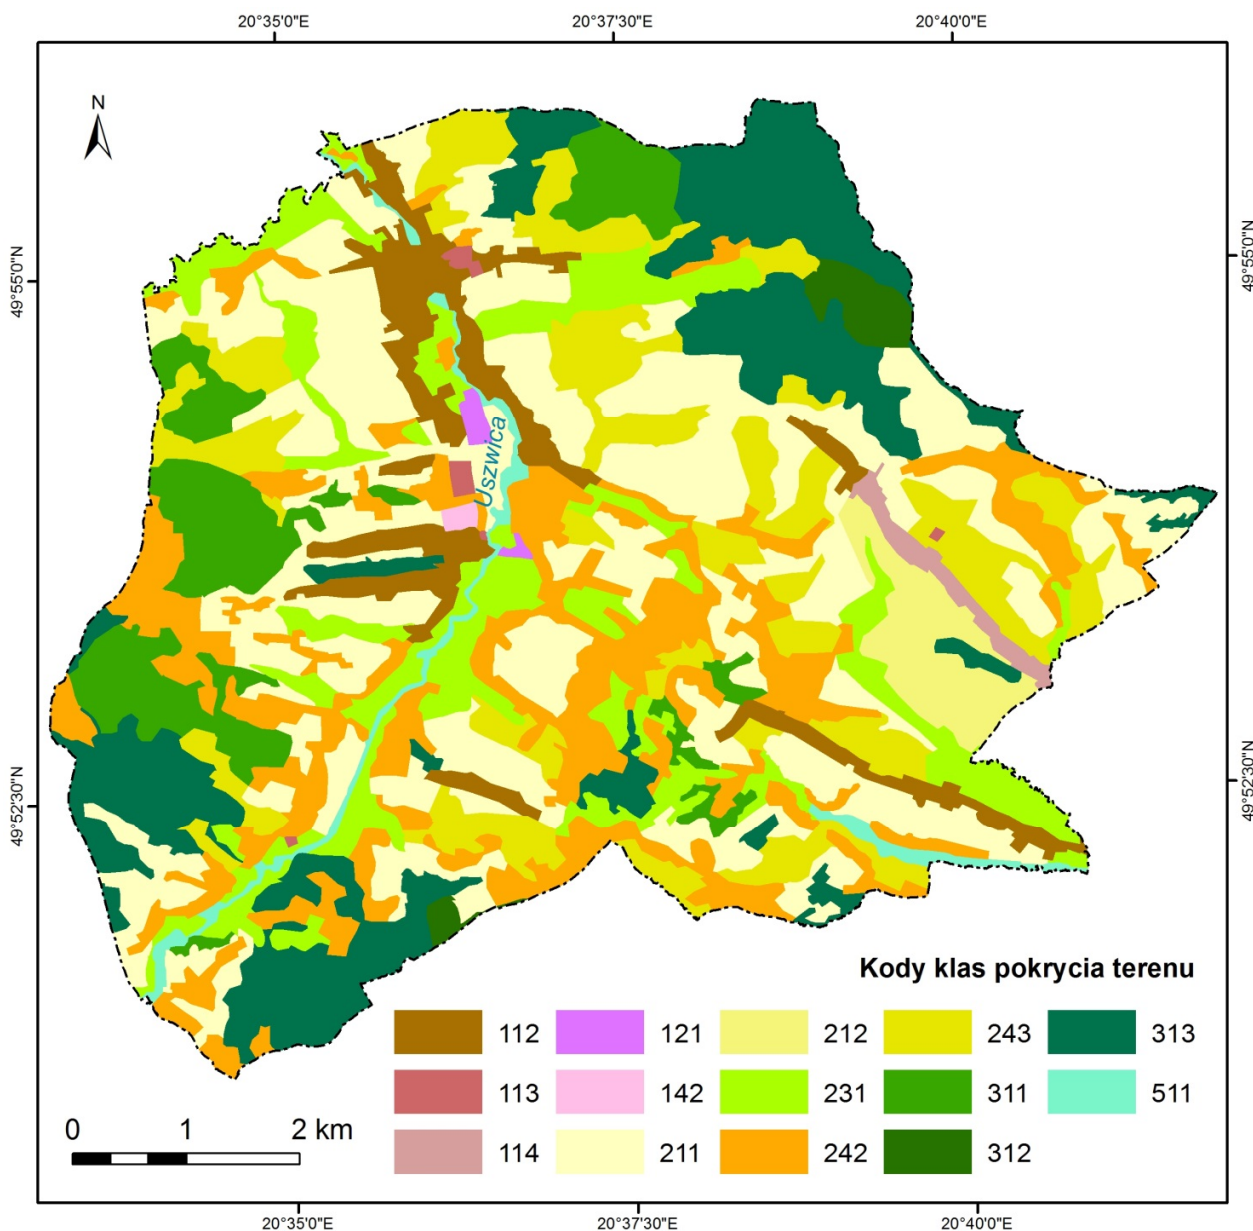 20°35'0"E 20°37'30"E 20°40'0"E
N
49°55'0"N 49°55'0"N
Uszwica
49°52'30"N 49°52'30"N
Kody klas pokrycia terenu
112 121 212 243 313
113 142 231 311 511
114 211 242 312
0 1 2 km
20°35'0"E 20°37'30"E 20°40'0"E